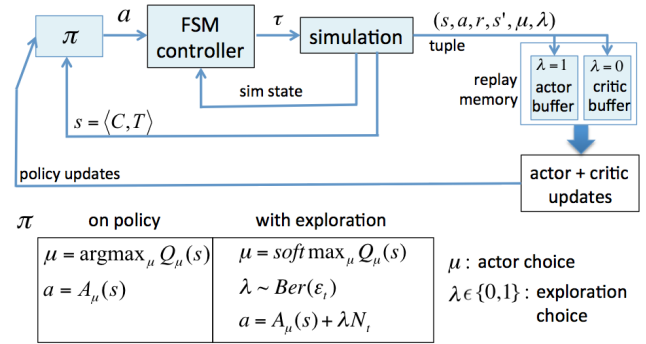 π
a
FSM
controller
τ
simulation
(s, a, r, s', μ, λ)
tuple
λ = 1
actor
buffer
λ = 0
critic
buffer
replay
memory
sim state
s = ⟨C, T⟩
policy updates
actor + critic
updates
π
on policy
with exploration
μ = argmax_μ Q_μ(s)
a = A_μ(s)
μ = soft max_μ Q_μ(s)
λ ~ Ber(ε_t)
a = A_μ(s) + λN_t
μ : actor choice
λ ϵ {0,1} : exploration
choice